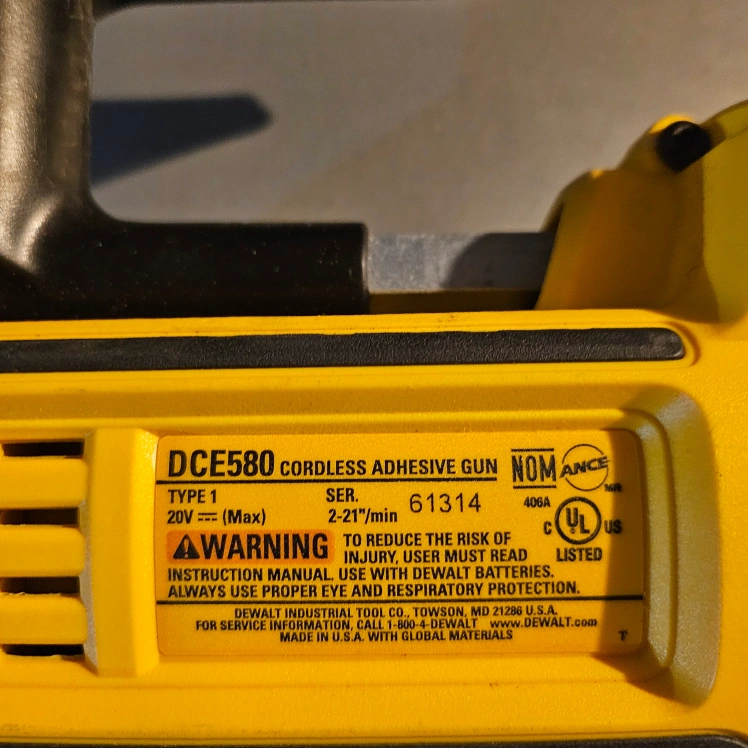 DCE580 CORDLESS ADHESIVE GUN
NOM ANCE MR
TYPE 1 SER. 61314 406A
20V ⎓ (Max) 2-21"/min
C UL US
LISTED
⚠WARNING TO REDUCE THE RISK OF
INJURY, USER MUST READ
INSTRUCTION MANUAL. USE WITH DEWALT BATTERIES.
ALWAYS USE PROPER EYE AND RESPIRATORY PROTECTION.
DEWALT INDUSTRIAL TOOL CO., TOWSON, MD 21286 U.S.A.
FOR SERVICE INFORMATION, CALL 1-800-4-DEWALT www.DEWALT.com
MADE IN U.S.A. WITH GLOBAL MATERIALS